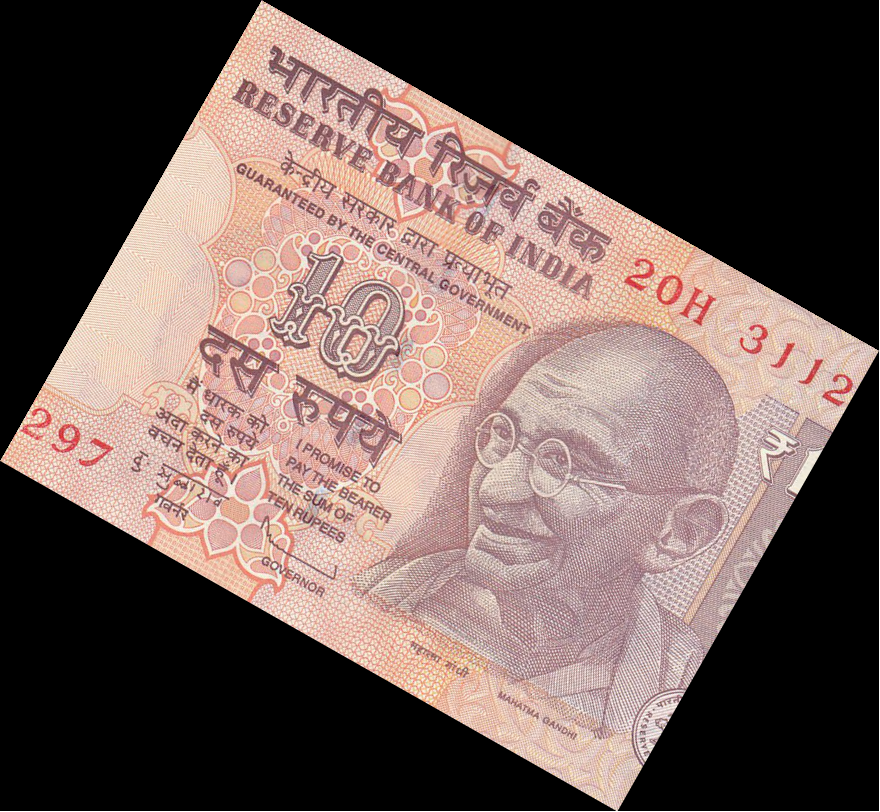 भारतीय रिज़र्व बैंक
RESERVE BANK OF INDIA
केन्द्रीय सरकार द्वारा प्रत्याभूत
GUARANTEED BY THE CENTRAL GOVERNMENT
20H 3112
10
दस रुपये
मैं धारक को
दस रुपये
अदा करने का
वचन देता हूँ।
गवर्नर
I PROMISE TO
PAY THE BEARER
THE SUM OF
TEN RUPEES
GOVERNOR
297
₹1
महात्मा गांधी
MAHATMA GANDHI